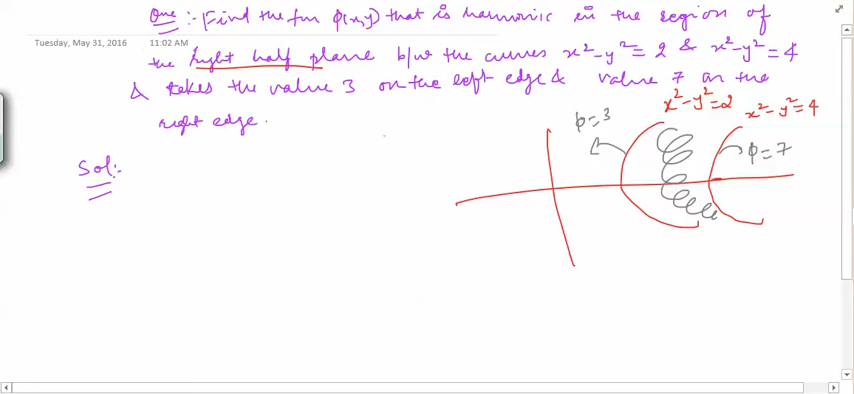 One :- Find the fun φ(x,y) that is harmonic in the region of
Tuesday, May 31, 2016 11:02 AM
the right half plane b/w the curves x²-y²=2 & x²-y²=4
& takes the value 3 on the left edge & value 7 on the
right edge.
x²-y²=2
x²-y²=4
φ=3
φ=7
Sol:-